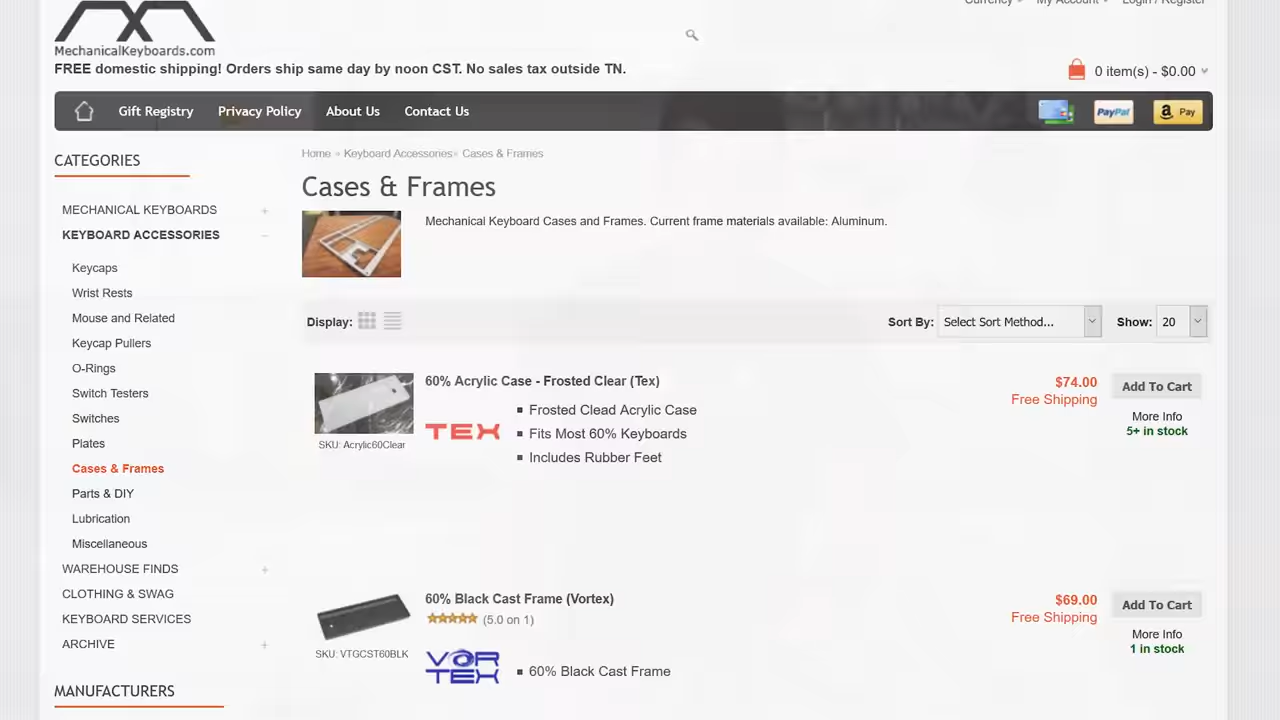 Currency
My Account
Login / Register
MechanicalKeyboards.com
FREE domestic shipping! Orders ship same day by noon CST. No sales tax outside TN.
0 item(s) - $0.00
Gift Registry
Privacy Policy
About Us
Contact Us
PayPal
a Pay
CATEGORIES
MECHANICAL KEYBOARDS +
KEYBOARD ACCESSORIES –
Keycaps
Wrist Rests
Mouse and Related
Keycap Pullers
O-Rings
Switch Testers
Switches
Plates
Cases & Frames
Parts & DIY
Lubrication
Miscellaneous
WAREHOUSE FINDS +
CLOTHING & SWAG
KEYBOARD SERVICES
ARCHIVE +
MANUFACTURERS
Home » Keyboard Accessories» Cases & Frames
Cases & Frames
Mechanical Keyboard Cases and Frames. Current frame materials available: Aluminum.
Display:
Sort By: Select Sort Method...
Show: 20
60% Acrylic Case - Frosted Clear (Tex)
SKU: Acrylic60Clear
TEX
▪ Frosted Clead Acrylic Case
▪ Fits Most 60% Keyboards
▪ Includes Rubber Feet
$74.00
Free Shipping
Add To Cart
More Info
5+ in stock
60% Black Cast Frame (Vortex)
(5.0 on 1)
SKU: VTGCST60BLK
VOR
TEX
▪ 60% Black Cast Frame
$69.00
Free Shipping
Add To Cart
More Info
1 in stock